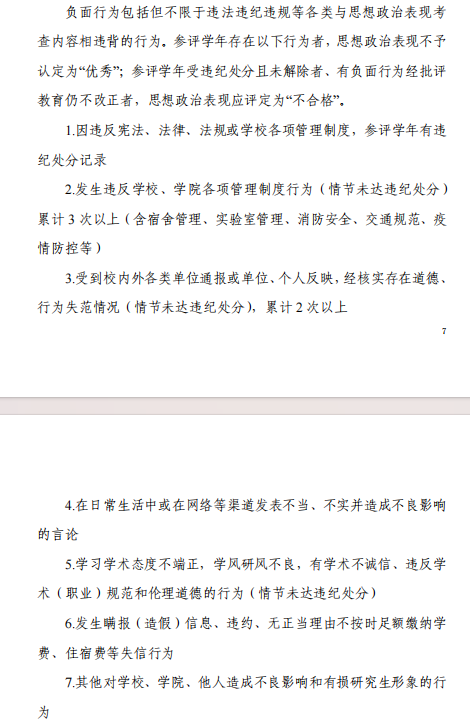 负面行为包括但不限于违法违纪违规等各类与思想政治表现考
查内容相违背的行为。参评学年存在以下行为者，思想政治表现不予
认定为“优秀”；参评学年受违纪处分且未解除者、有负面行为经批评
教育仍不改正者，思想政治表现应评定为“不合格”。
1.因违反宪法、法律、法规或学校各项管理制度，参评学年有违
纪处分记录
2.发生违反学校、学院各项管理制度行为（情节未达违纪处分）
累计 3 次以上（含宿舍管理、实验室管理、消防安全、交通规范、疫
情防控等）
3.受到校内外各类单位通报或单位、个人反映，经核实存在道德、
行为失范情况（情节未达违纪处分），累计 2 次以上
7
4.在日常生活中或在网络等渠道发表不当、不实并造成不良影响
的言论
5.学习学术态度不端正，学风研风不良，有学术不诚信、违反学
术（职业）规范和伦理道德的行为（情节未达违纪处分）
6.发生瞒报（造假）信息、违约、无正当理由不按时足额缴纳学
费、住宿费等失信行为
7.其他对学校、学院、他人造成不良影响和有损研究生形象的行
为